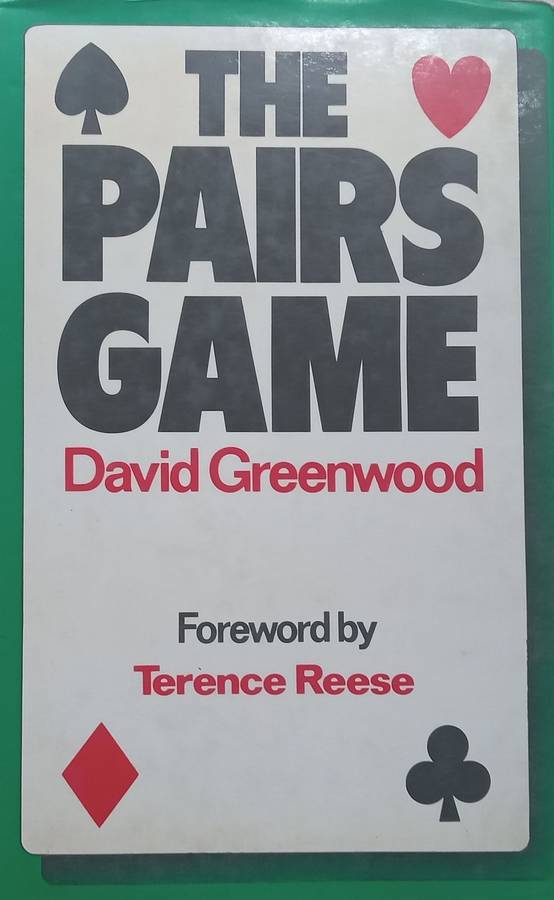 THE
PAIRS
GAME
David Greenwood
Foreword by
Terence Reese